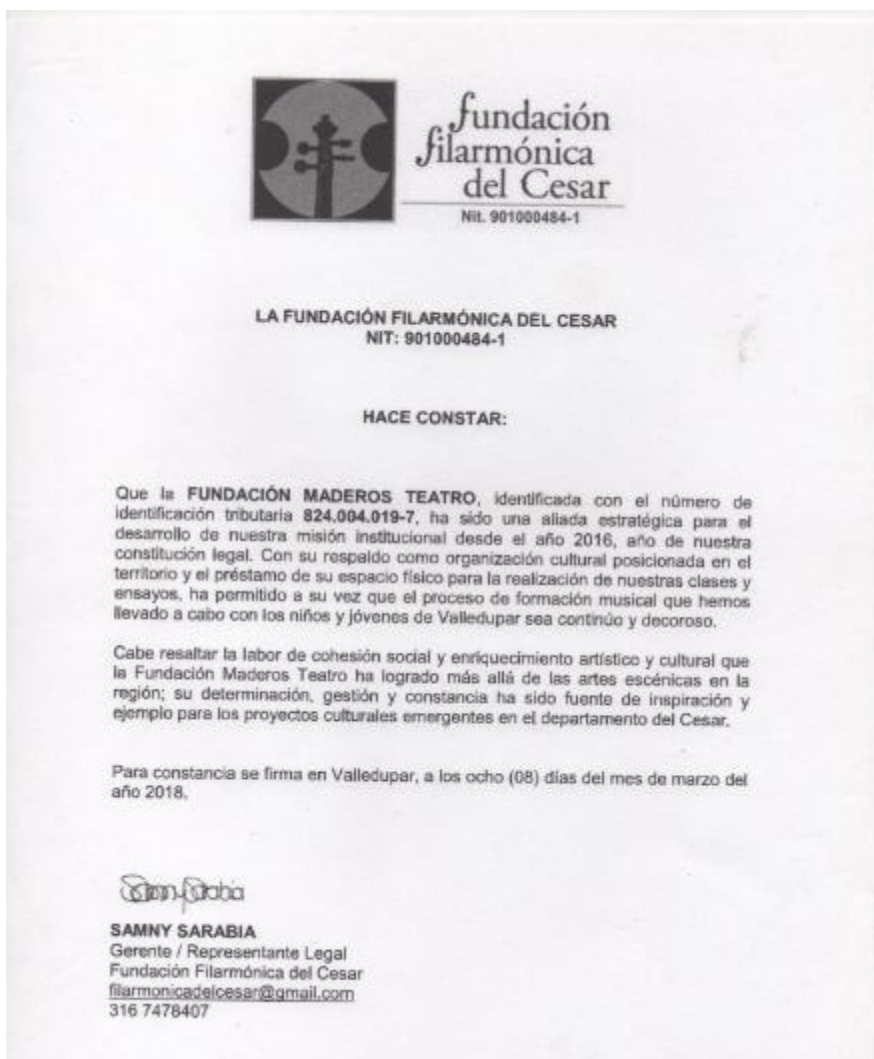 fundación
filarmónica
del Cesar
Nit. 901000484-1
LA FUNDACIÓN FILARMÓNICA DEL CESAR
NIT: 901000484-1
HACE CONSTAR:
Que la FUNDACIÓN MADEROS TEATRO, identificada con el número de
identificación tributaria 824.004.019-7, ha sido una aliada estratégica para el
desarrollo de nuestra misión institucional desde el año 2016, año de nuestra
constitución legal. Con su respaldo como organización cultural posicionada en el
territorio y el préstamo de su espacio físico para la realización de nuestras clases y
ensayos, ha permitido a su vez que el proceso de formación musical que hemos
llevado a cabo con los niños y jóvenes de Valledupar sea continúo y decoroso.
Cabe resaltar la labor de cohesión social y enriquecimiento artístico y cultural que
la Fundación Maderos Teatro ha logrado más allá de las artes escénicas en la
región; su determinación, gestión y constancia ha sido fuente de inspiración y
ejemplo para los proyectos culturales emergentes en el departamento del Cesar.
Para constancia se firma en Valledupar, a los ocho (08) días del mes de marzo del
año 2018.
Samny Sarabia
SAMNY SARABIA
Gerente / Representante Legal
Fundación Filarmónica del Cesar
filarmonicadelcesar@gmail.com
316 7478407